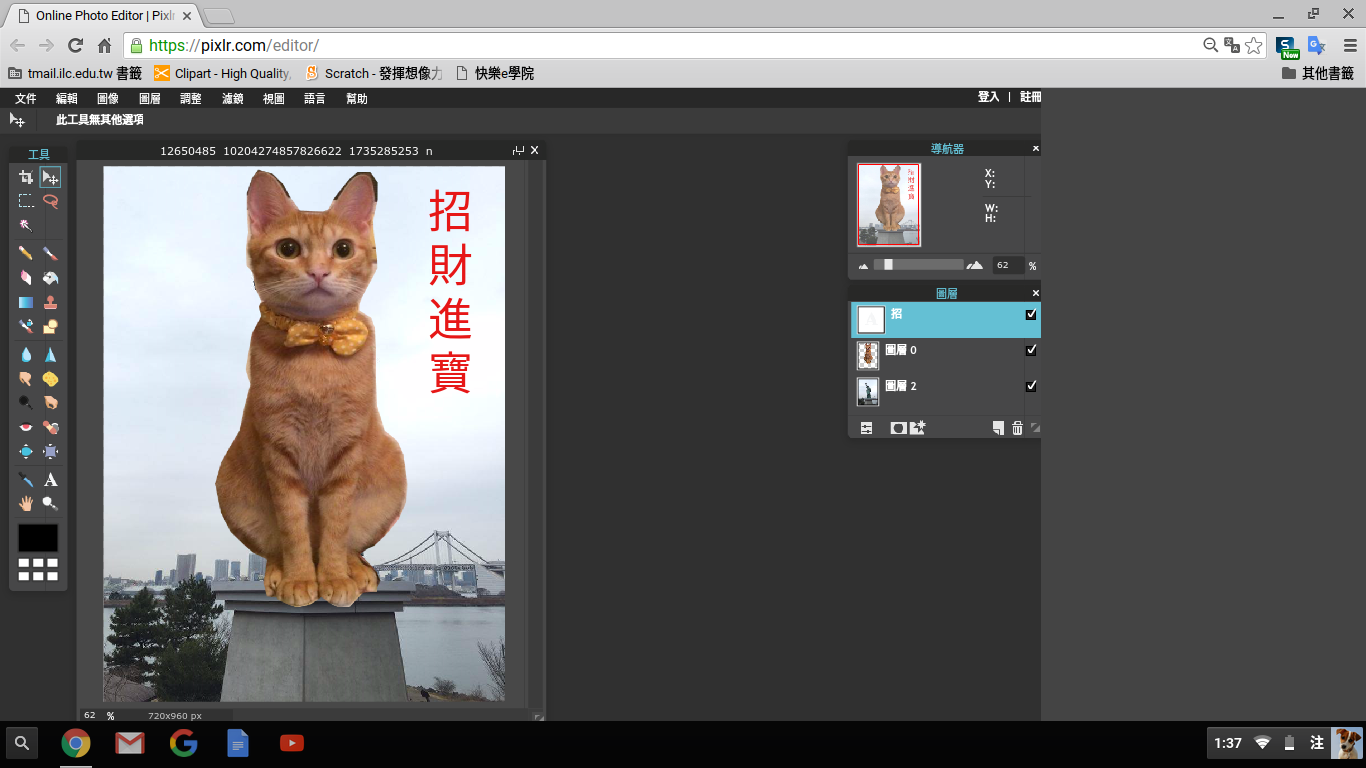 Online Photo Editor | Pixlr
https://pixlr.com/editor/
New
tmail.ilc.edu.tw 書籤
Clipart - High Quality,
Scratch - 發揮想像力
快樂e學院
其他書籤
文件 編輯 圖像 圖層 調整 濾鏡 視圖 語言 幫助
登入 | 註冊
此工具無其他選項
工具
12650485 10204274857826622 1735285253 n
招
財
進
寶
62 % 720x960 px
導航器
X:
Y:
W:
H:
62 %
圖層
招
圖層 0
圖層 2
1:37 注